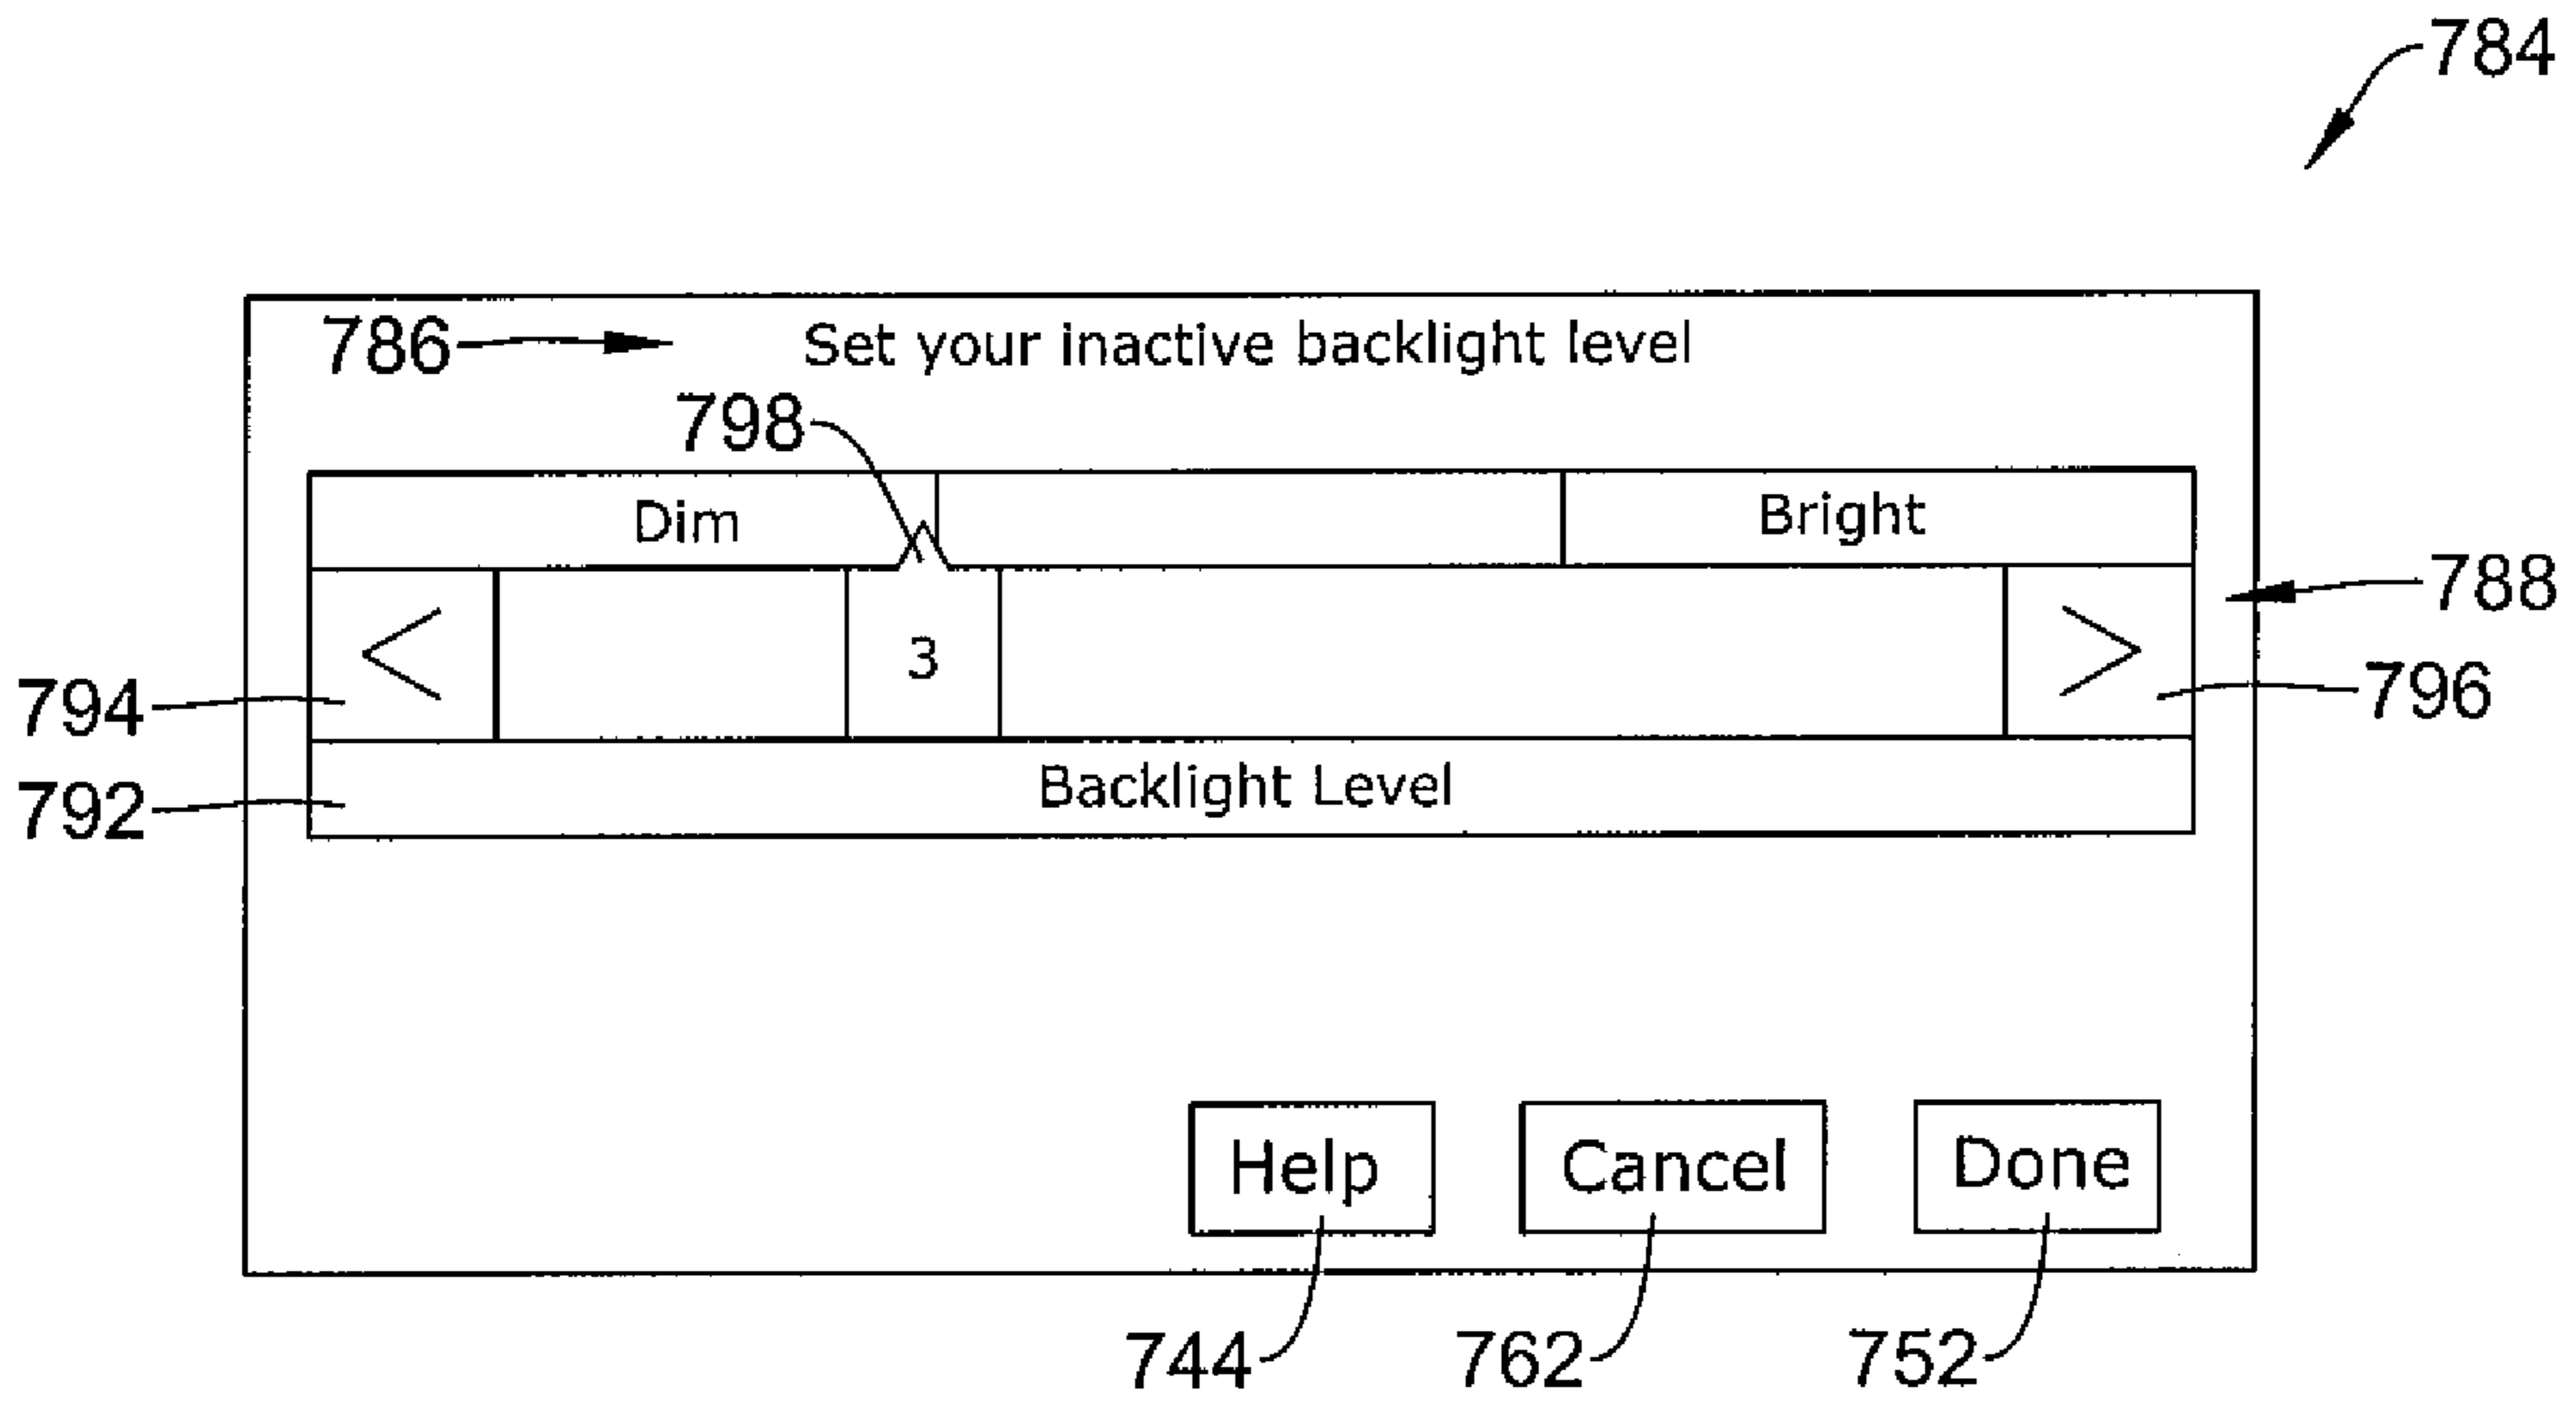 784
786 Set your inactive backlight level
798
Dim Bright
788
< 3 >
794 796
Backlight Level
792
Help Cancel Done
744 762 752